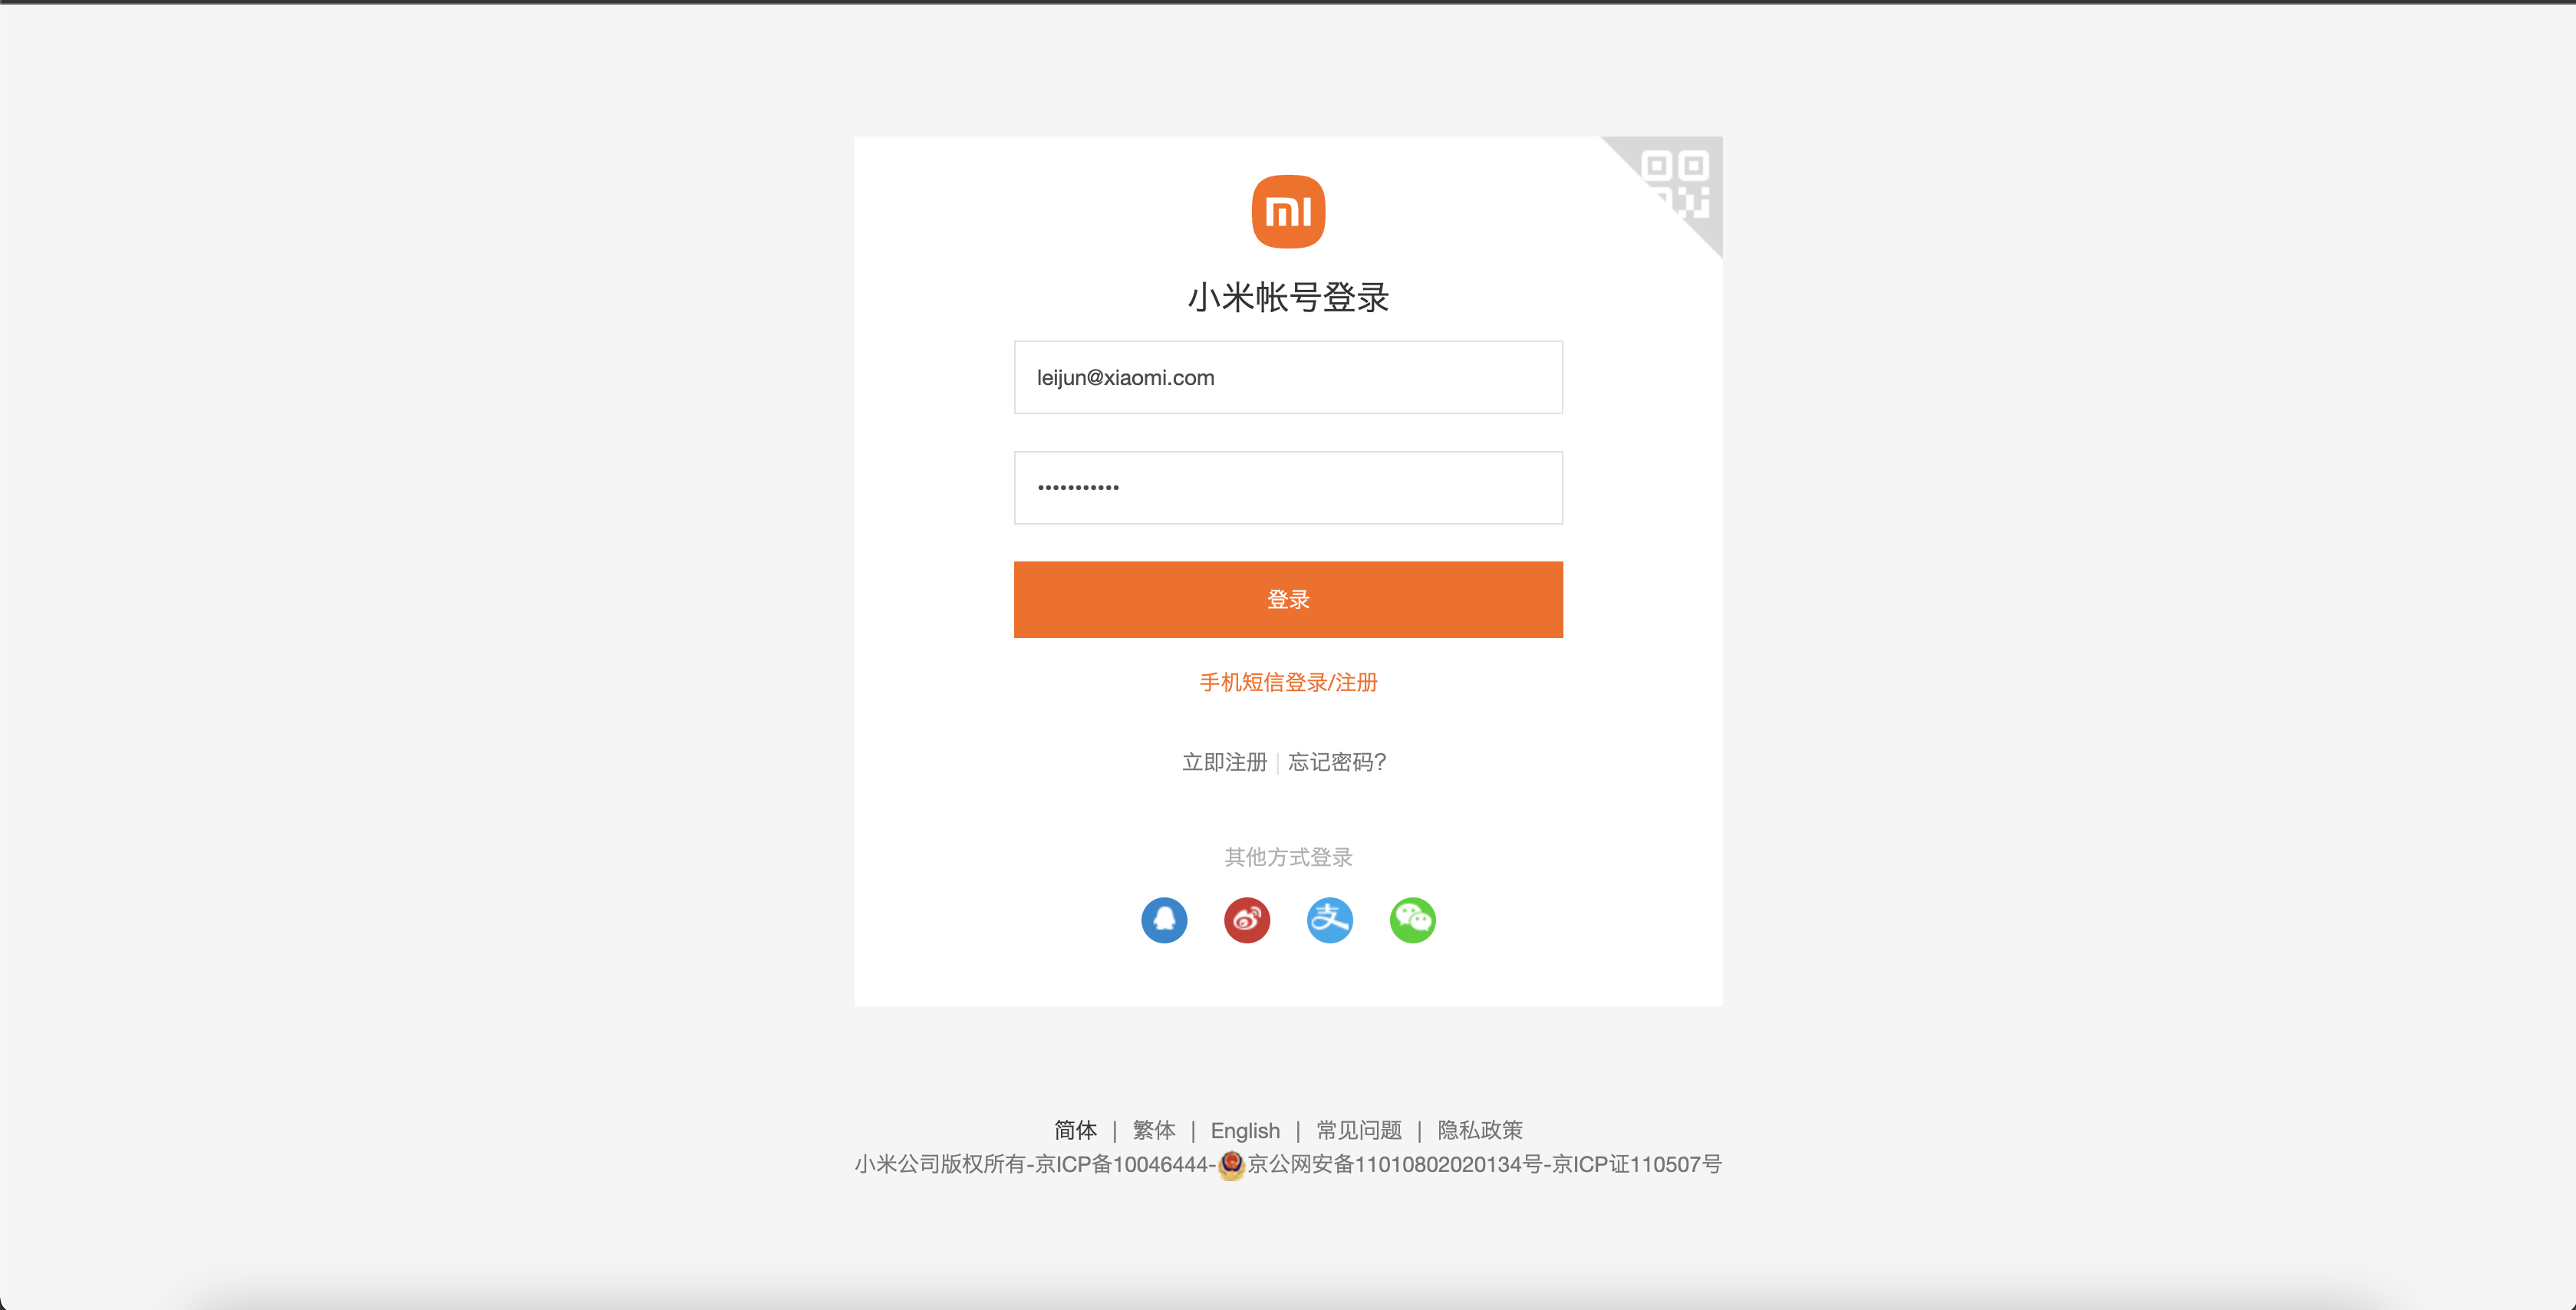 mi
小米帐号登录
leijun@xiaomi.com
•••••••••••
登录
手机短信登录/注册
立即注册 | 忘记密码?
其他方式登录
支
简体 | 繁体 | English | 常见问题 | 隐私政策
小米公司版权所有-京ICP备10046444-京公网安备11010802020134号-京ICP证110507号